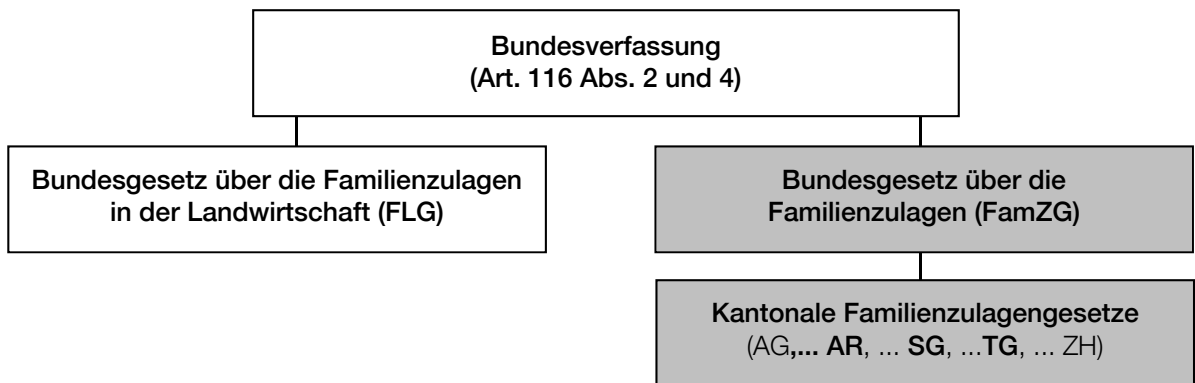 Bundesverfassung
(Art. 116 Abs. 2 und 4)
Bundesgesetz über die Familienzulagen
in der Landwirtschaft (FLG)
Bundesgesetz über die
Familienzulagen (FamZG)
Kantonale Familienzulagengesetze
(AG,... AR, ... SG, ...TG, ... ZH)